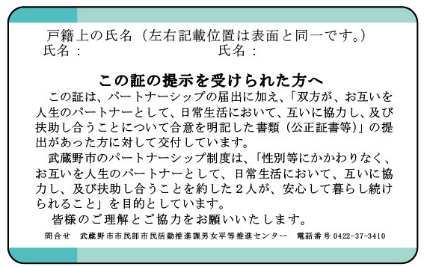 戸籍上の氏名（左右記載位置は表面と同一です。）
氏名： 氏名：
この証の提示を受けられた方へ
この証は、パートナーシップの届出に加え、「双方が、お互いを
人生のパートナーとして、日常生活において、互いに協力し、及び
扶助し合うことについて合意を明記した書類（公正証書等）」の提
出があった方に対して交付しています。
武蔵野市のパートナーシップ制度は、「性別等にかかわりなく、
お互いを人生のパートナーとして、日常生活において、互いに協
力し、及び扶助し合うことを約した２人が、安心して暮らし続け
られること」を目的としています。
皆様のご理解とご協力をお願いいたします。
問合せ 武蔵野市市民部市民活動推進課男女平等推進センター 電話番号 0422-37-3410